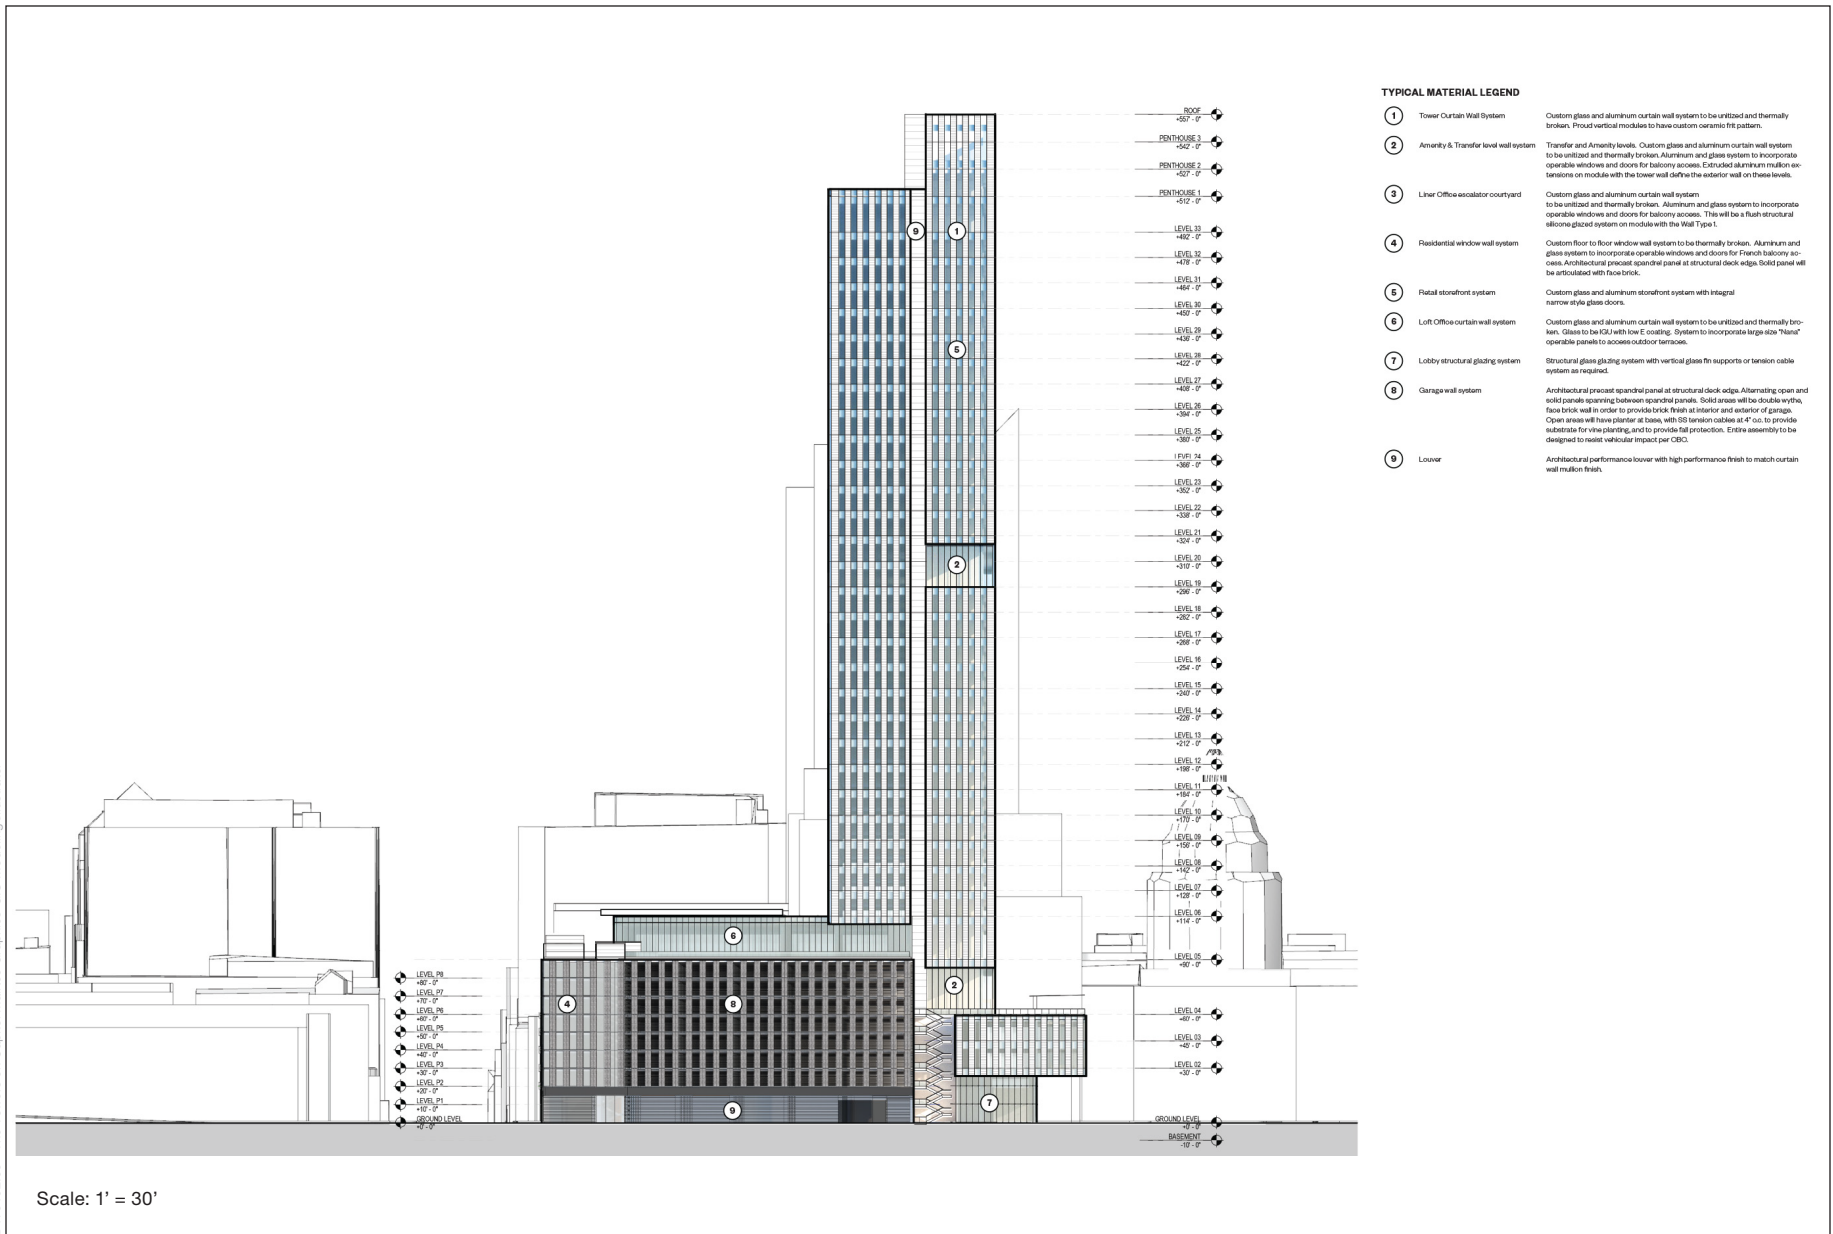 TYPICAL MATERIAL LEGEND
1 Tower Curtain Wall System
Custom glass and aluminum curtain wall system to be unitized and thermally
broken. Proud vertical modules to have custom ceramic frit pattern.
2 Amenity & Transfer level wall system
Transfer and Amenity levels. Custom glass and aluminum curtain wall system
to be unitized and thermally broken. Aluminum and glass system to incorporate
operable windows and doors for balcony access. Extruded aluminum mullion ex-
tensions on module with the tower wall define the exterior wall on these levels.
3 Liner Office escalator courtyard
Custom glass and aluminum curtain wall system
to be unitized and thermally broken. Aluminum and glass system to incorporate
operable windows and doors for balcony access. This will be a flush structural
silicone glazed system on module with the Wall Type 1.
4 Residential window wall system
Custom floor to floor window wall system to be thermally broken. Aluminum and
glass system to incorporate operable windows and doors for French balcony ac-
cess. Architectural precast spandrel panel at structural deck edge. Solid panel will
be articulated with face brick.
5 Retail storefront system
Custom glass and aluminum storefront system with integral
narrow style glass doors.
6 Loft Office curtain wall system
Custom glass and aluminum curtain wall system to be unitized and thermally bro-
ken. Glass to be IGU with low E coating. System to incorporate large size "Nana"
operable panels to access outdoor terraces.
7 Lobby structural glazing system
Structural glass glazing system with vertical glass fin supports or tension cable
system as required.
8 Garage wall system
Architectural precast spandrel panel at structural deck edge. Alternating open and
solid panels spanning between spandrel panels. Solid areas will be double wythe,
face brick wall in order to provide brick finish at interior and exterior of garage.
Open areas will have planter at base, with SS tension cables at 4" o.c. to provide
substrate for vine planting, and to provide fall protection. Entire assembly to be
designed to resist vehicular impact per CBC.
9 Louver
Architectural performance louver with high performance finish to match curtain
wall mullion finish.
ROOF
+557' - 0"
PENTHOUSE 3
+542' - 0"
PENTHOUSE 2
+527' - 0"
PENTHOUSE 1
+512' - 0"
LEVEL 33
+492' - 0"
LEVEL 32
+478' - 0"
LEVEL 31
+464' - 0"
LEVEL 30
+450' - 0"
LEVEL 29
+436' - 0"
LEVEL 28
+422' - 0"
LEVEL 27
+408' - 0"
LEVEL 26
+394' - 0"
LEVEL 25
+380' - 0"
LEVEL 24
+366' - 0"
LEVEL 23
+352' - 0"
LEVEL 22
+338' - 0"
LEVEL 21
+324' - 0"
LEVEL 20
+310' - 0"
LEVEL 19
+296' - 0"
LEVEL 18
+282' - 0"
LEVEL 17
+268' - 0"
LEVEL 16
+254' - 0"
LEVEL 15
+240' - 0"
LEVEL 14
+226' - 0"
LEVEL 13
+212' - 0"
LEVEL 12
+198' - 0"
LEVEL 11
+184' - 0"
LEVEL 10
+170' - 0"
LEVEL 09
+156' - 0"
LEVEL 08
+142' - 0"
LEVEL 07
+128' - 0"
LEVEL 06
+114' - 0"
LEVEL 05
+90' - 0"
LEVEL 04
+60' - 0"
LEVEL 03
+45' - 0"
LEVEL 02
+30' - 0"
GROUND LEVEL
+0' - 0"
BASEMENT
-10' - 0"
LEVEL P8
+80' - 0"
LEVEL P7
+70' - 0"
LEVEL P6
+60' - 0"
LEVEL P5
+50' - 0"
LEVEL P4
+40' - 0"
LEVEL P3
+30' - 0"
LEVEL P2
+20' - 0"
LEVEL P1
+10' - 0"
GROUND LEVEL
+0' - 0"
9
1
5
2
6
4
8
2
9
7
Scale: 1' = 30'